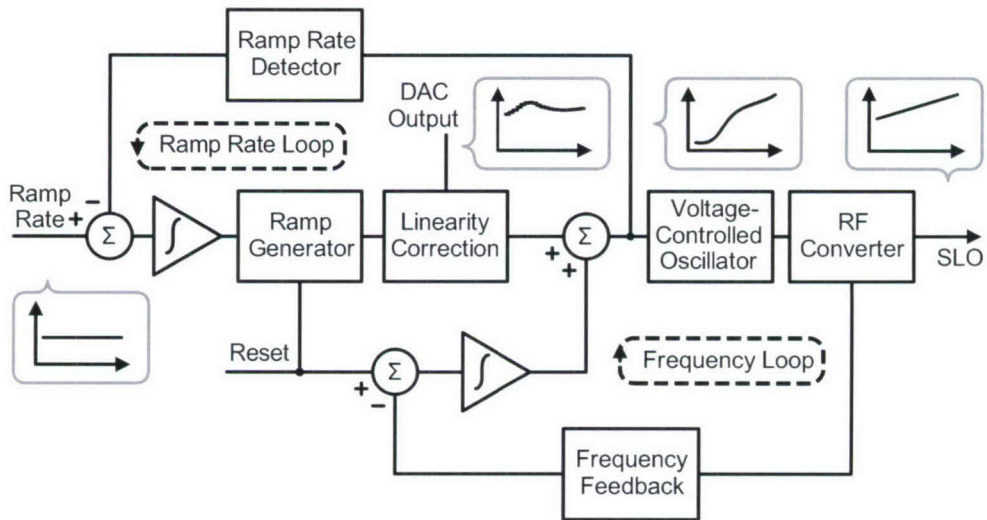 Ramp Rate
Detector
DAC
Output
Ramp Rate Loop
Ramp
Rate
+
−
Σ
∫
Ramp
Generator
Linearity
Correction
Σ
+
+
Voltage-
Controlled
Oscillator
RF
Converter
SLO
Reset
+
−
Σ
∫
Frequency Loop
Frequency
Feedback